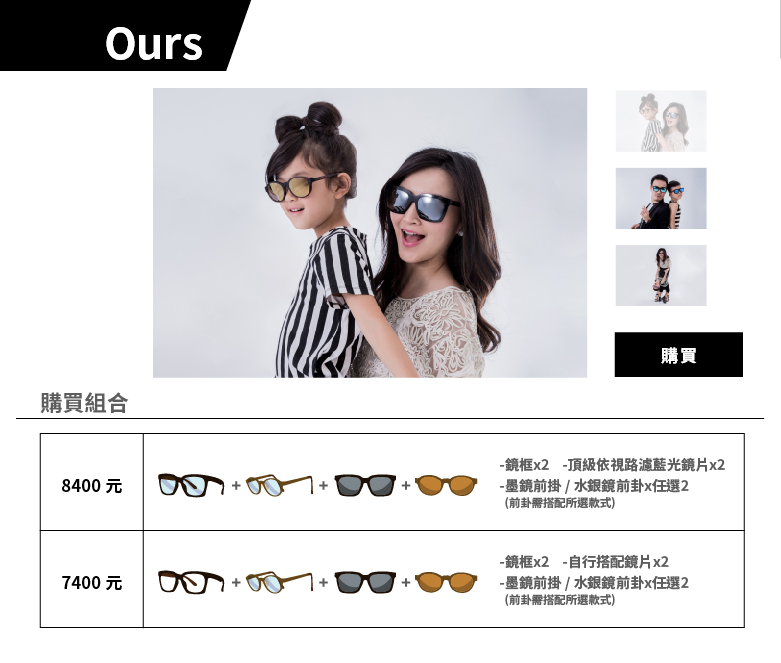 Ours
購買
購買組合
8400 元
+ + +
-鏡框x2 -頂級依視路濾藍光鏡片x2
-墨鏡前掛 / 水銀鏡前卦x任選2
(前卦需搭配所選款式)
7400 元
+ + +
-鏡框x2 -自行搭配鏡片x2
-墨鏡前掛 / 水銀鏡前卦x任選2
(前卦需搭配所選款式)